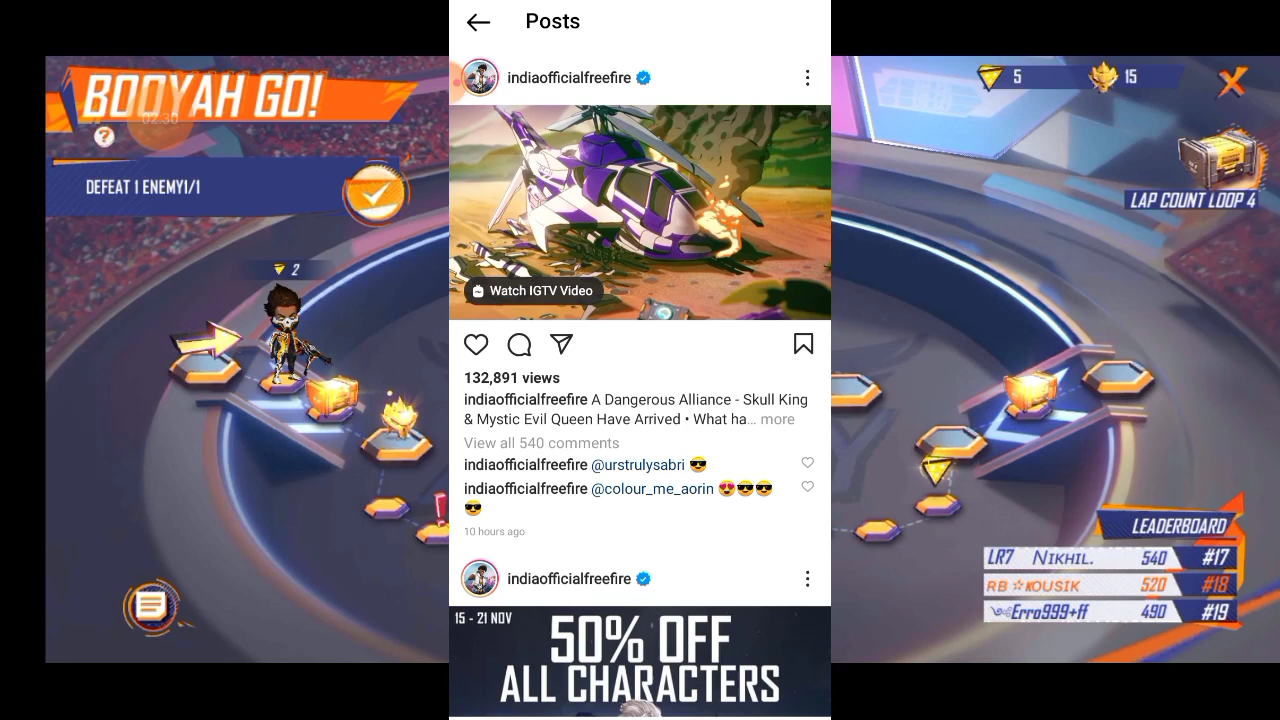 BOOYAH GO!
02.30
?
DEFEAT 1 ENEMY1/1
2
Posts
indiaofficialfreefire
Watch IGTV Video
132,891 views
indiaofficialfreefire A Dangerous Alliance - Skull King
& Mystic Evil Queen Have Arrived • What ha... more
View all 540 comments
indiaofficialfreefire @urstrulysabri 😎
indiaofficialfreefire @colour_me_aorin 😍😎😎
😎
10 hours ago
indiaofficialfreefire
15 - 21 NOV
50% OFF
ALL CHARACTERS
5
15
LAP COUNT LOOP 4
LEADERBOARD
LR7 NIKHIL. 540 #17
RB KOUSIK 520 #18
Erro999+ff 490 #19